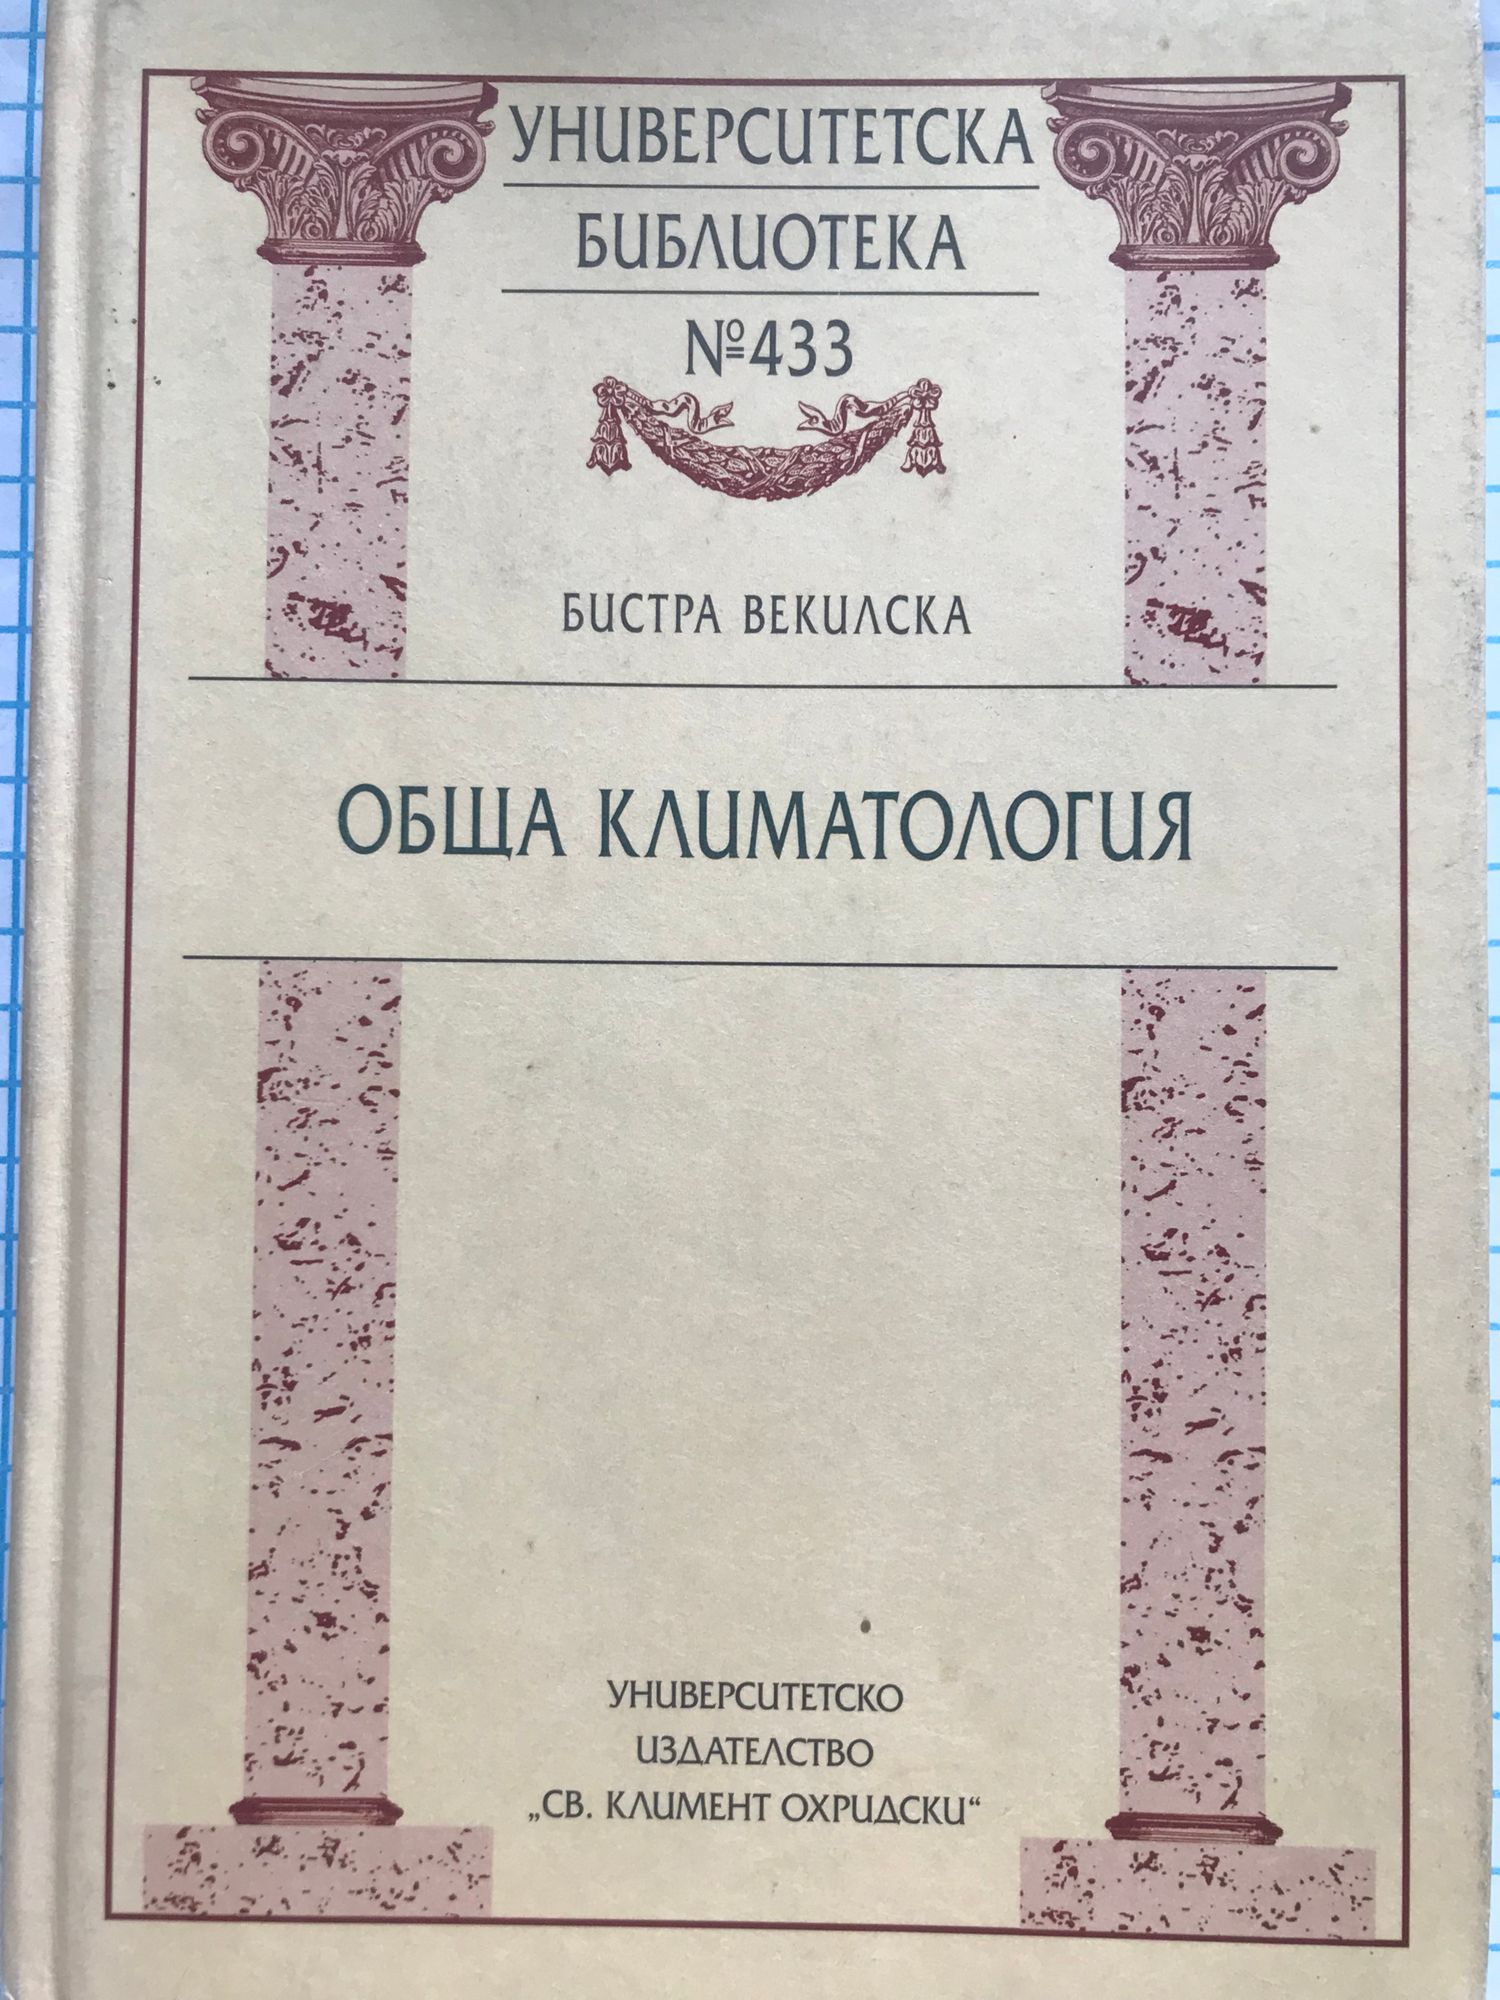 УНИВЕРСИТЕТСКА
БИБЛИОТЕКА
№433
БИСТРА ВЕКИЛСКА
ОБЩА КЛИМАТОЛОГИЯ
УНИВЕРСИТЕТСКО
ИЗДАТЕЛСТВО
„СВ. КЛИМЕНТ ОХРИДСКИ“